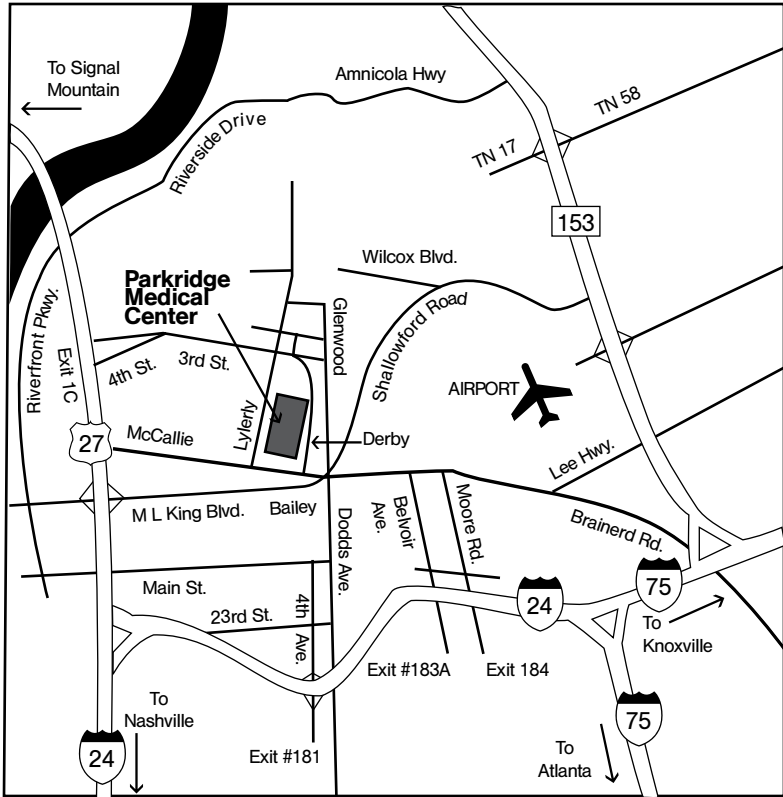 To Signal
Mountain
Amnicola Hwy
TN 58
Riverside Drive
TN 17
153
Wilcox Blvd.
Parkridge
Medical
Center
Glenwood
Shallowford Road
Riverfront Pkwy.
Exit 1C
4th St.
3rd St.
AIRPORT
Lylerly
McCallie
Derby
27
Lee Hwy.
M L King Blvd.
Bailey
Dodds Ave.
Belvoir
Ave.
Moore Rd.
Brainerd Rd.
Main St.
4th
Ave.
23rd St.
24
75
To
Knoxville
Exit #183A
Exit 184
To
Nashville
75
24
Exit #181
To
Atlanta